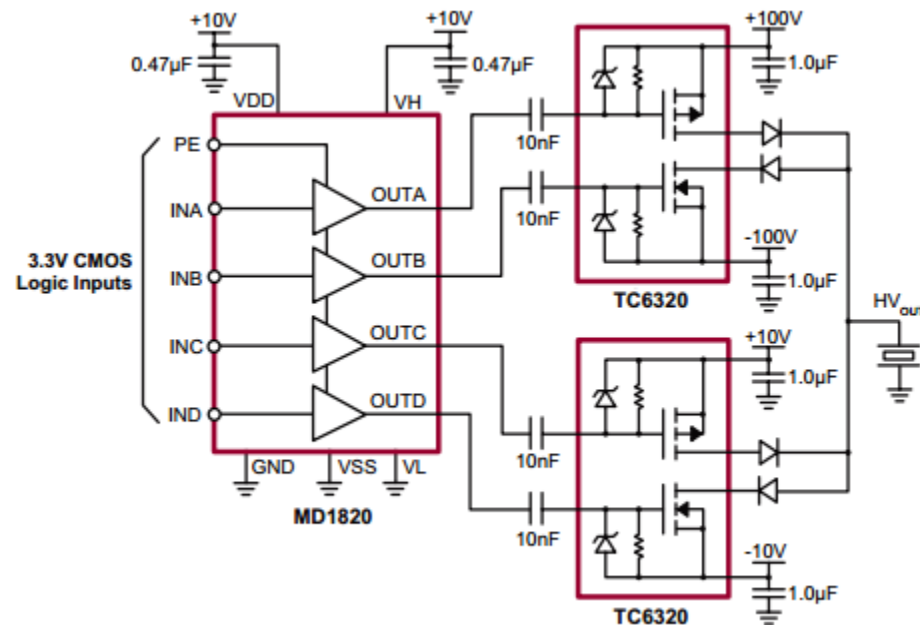 +10V
0.47µF
VDD
+10V
0.47µF
VH
PE
INA
INB
INC
IND
3.3V CMOS
Logic Inputs
OUTA
OUTB
OUTC
OUTD
GND
VSS
VL
MD1820
10nF
10nF
10nF
10nF
+100V
1.0µF
-100V
1.0µF
TC6320
+10V
1.0µF
-10V
1.0µF
TC6320
HVout